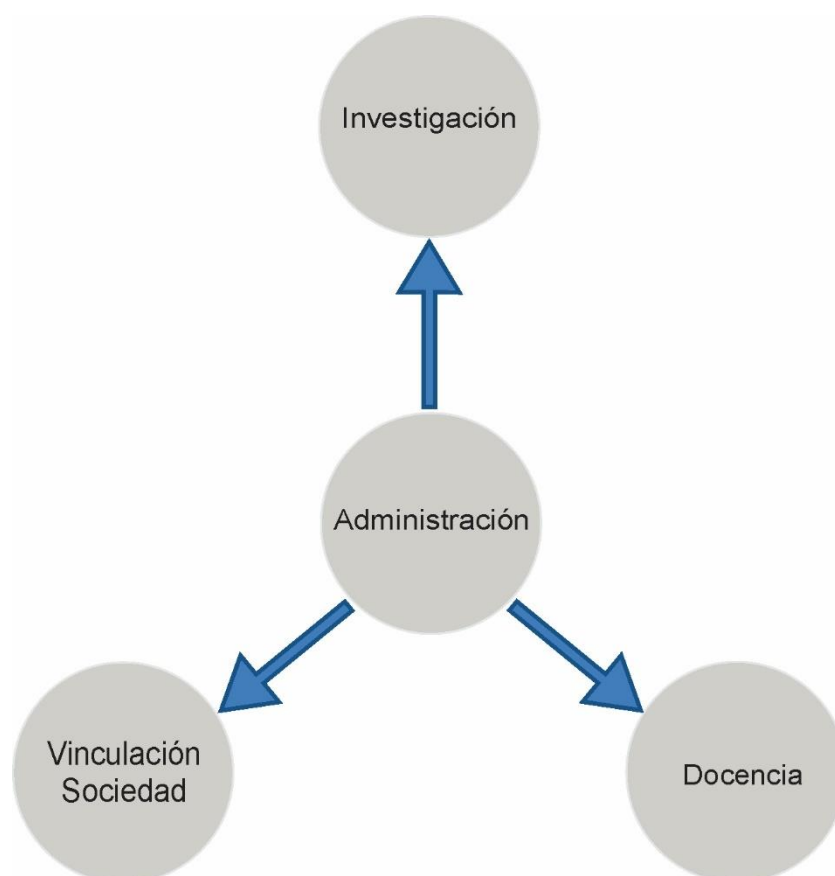 Investigación
Administración
Vinculación
Sociedad
Docencia